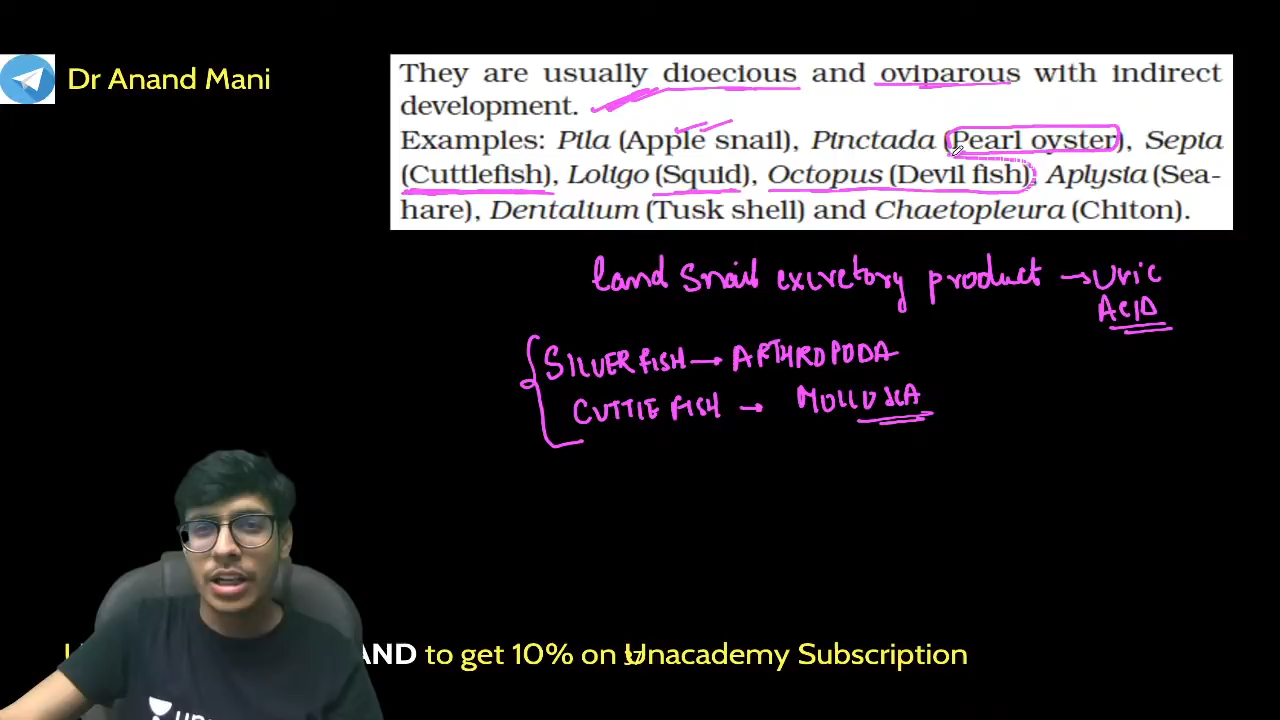 Dr Anand Mani
They are usually dioecious and oviparous with indirect
development.
Examples: Pila (Apple snail), Pinctada (Pearl oyster), Sepia
(Cuttlefish), Loligo (Squid), Octopus (Devil fish), Aplysia (Sea-
hare), Dentalium (Tusk shell) and Chaetopleura (Chiton).
land snail excretory product → Uric
ACID
SILVERFISH → ARTHROPODA
CUTTLE FISH → MOLLUSCA
AND to get 10% on Unacademy Subscription